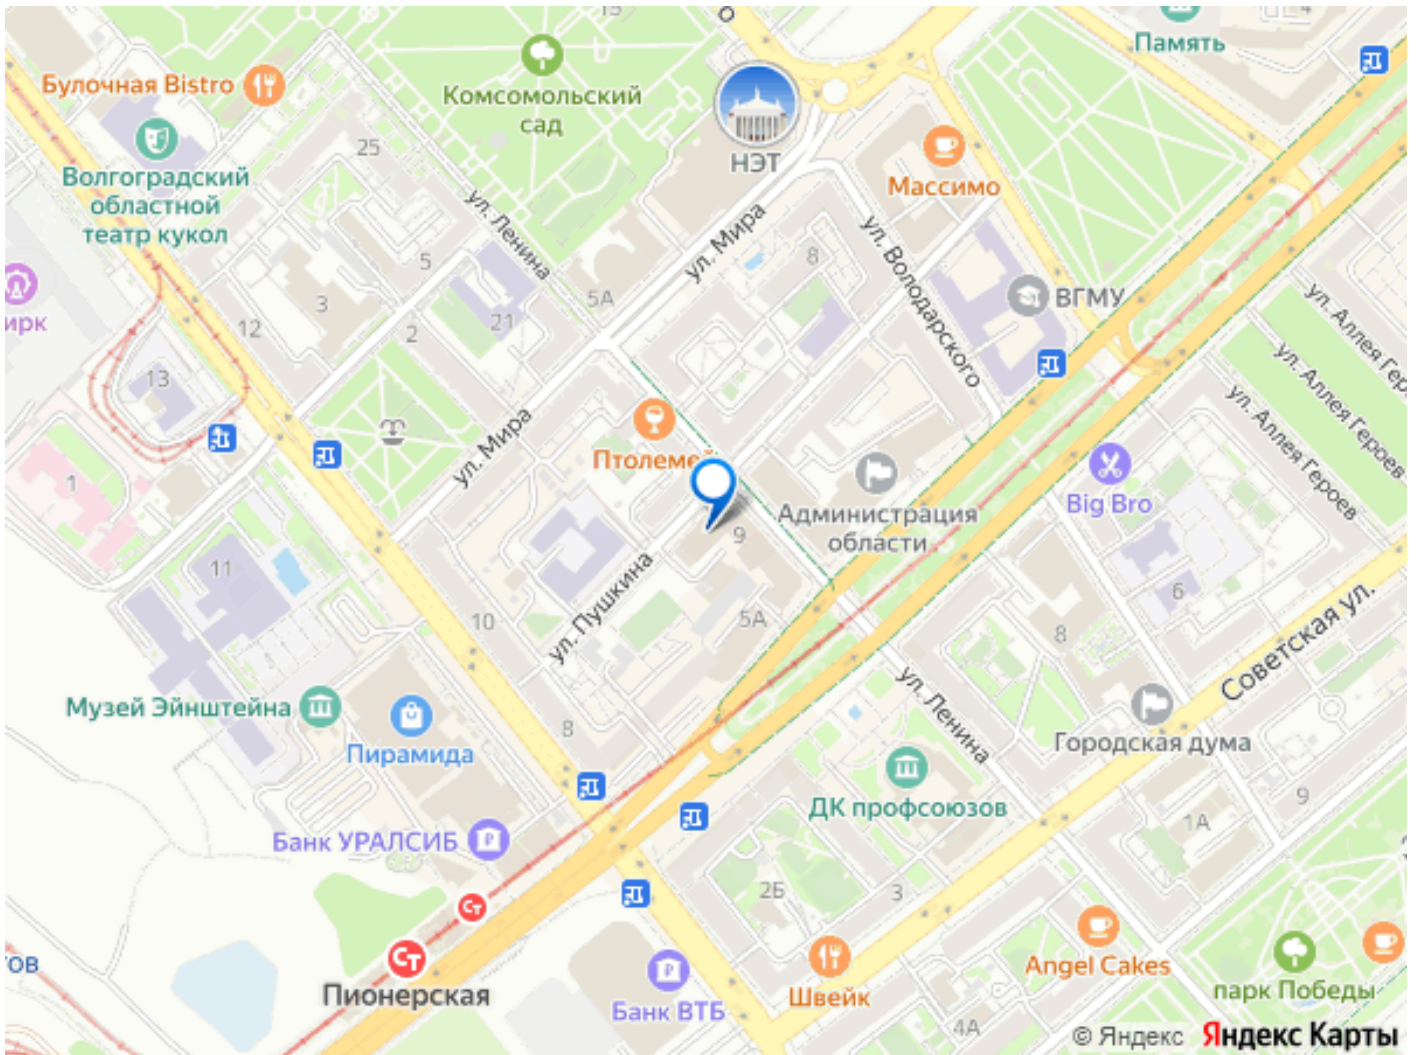 Память
4
Булочная Bistro
Комсомольский
сад
НЭТ
25
Массимо
Волгоградский
областной
театр кукол
ул. Ленина
ул. Мира
ул. Володарского
5
8
5А
ВГМУ
3
21
ирк
12
2
ул. Аллея Гер
ул. Аллея Героев
ул. Аллея Героев
13
ул. Мира
Птолемей
1
Big Bro
Администрация
области
9
ул. Пушкина
11
6
10
5А
8
Советская ул.
ул. Ленина
Музей Эйнштейна
Пирамида
8
Городская дума
ДК профсоюзов
9
1А
Банк УРАЛСИБ
2Б
3
Ст
Ст
Пионерская
ов
Angel Cakes
Швейк
Банк ВТБ
парк Победы
4А
© Яндекс Яндекс Карты